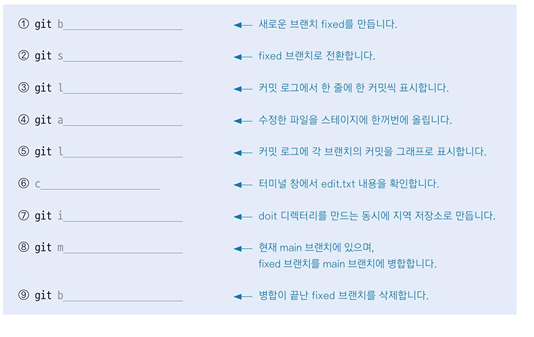 ① git b
새로운 브랜치 fixed를 만듭니다.
② git s
fixed 브랜치로 전환합니다.
③ git l
커밋 로그에서 한 줄에 한 커밋씩 표시합니다.
④ git a
수정한 파일을 스테이지에 한꺼번에 올립니다.
⑤ git l
커밋 로그에 각 브랜치의 커밋을 그래프로 표시합니다.
⑥ c
터미널 창에서 edit.txt 내용을 확인합니다.
⑦ git i
doit 디렉터리를 만드는 동시에 지역 저장소로 만듭니다.
⑧ git m
현재 main 브랜치에 있으며,
fixed 브랜치를 main 브랜치에 병합합니다.
⑨ git b
병합이 끝난 fixed 브랜치를 삭제합니다.